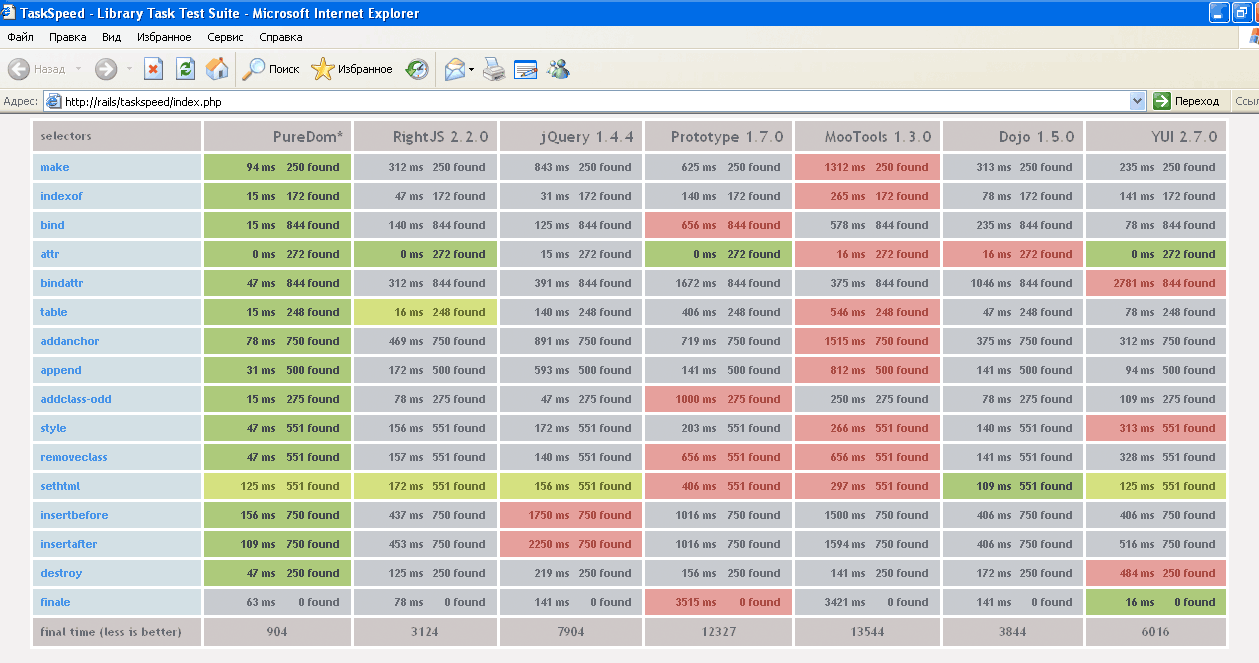 TaskSpeed - Library Task Test Suite - Microsoft Internet Explorer
Файл Правка Вид Избранное Сервис Справка
Назад Поиск Избранное
Адрес: http://rails/taskspeed/index.php Переход Ссыл
selectors PureDom* RightJS 2.2.0 jQuery 1.4.4 Prototype 1.7.0 MooTools 1.3.0 Dojo 1.5.0 YUI 2.7.0
make 94 ms 250 found 312 ms 250 found 843 ms 250 found 625 ms 250 found 1312 ms 250 found 313 ms 250 found 235 ms 250 found
indexof 15 ms 172 found 47 ms 172 found 31 ms 172 found 140 ms 172 found 265 ms 172 found 78 ms 172 found 141 ms 172 found
bind 15 ms 844 found 140 ms 844 found 125 ms 844 found 656 ms 844 found 578 ms 844 found 235 ms 844 found 78 ms 844 found
attr 0 ms 272 found 0 ms 272 found 15 ms 272 found 0 ms 272 found 16 ms 272 found 16 ms 272 found 0 ms 272 found
bindattr 47 ms 844 found 312 ms 844 found 391 ms 844 found 1672 ms 844 found 375 ms 844 found 1046 ms 844 found 2781 ms 844 found
table 15 ms 248 found 16 ms 248 found 140 ms 248 found 406 ms 248 found 546 ms 248 found 47 ms 248 found 78 ms 248 found
addanchor 78 ms 750 found 469 ms 750 found 891 ms 750 found 719 ms 750 found 1515 ms 750 found 375 ms 750 found 312 ms 750 found
append 31 ms 500 found 172 ms 500 found 593 ms 500 found 141 ms 500 found 812 ms 500 found 141 ms 500 found 94 ms 500 found
addclass-odd 15 ms 275 found 78 ms 275 found 47 ms 275 found 1000 ms 275 found 250 ms 275 found 78 ms 275 found 109 ms 275 found
style 47 ms 551 found 156 ms 551 found 172 ms 551 found 203 ms 551 found 266 ms 551 found 140 ms 551 found 313 ms 551 found
removeclass 47 ms 551 found 157 ms 551 found 140 ms 551 found 656 ms 551 found 656 ms 551 found 141 ms 551 found 328 ms 551 found
sethtml 125 ms 551 found 172 ms 551 found 156 ms 551 found 406 ms 551 found 297 ms 551 found 109 ms 551 found 125 ms 551 found
insertbefore 156 ms 750 found 437 ms 750 found 1750 ms 750 found 1016 ms 750 found 1500 ms 750 found 406 ms 750 found 406 ms 750 found
insertafter 109 ms 750 found 453 ms 750 found 2250 ms 750 found 1016 ms 750 found 1594 ms 750 found 406 ms 750 found 516 ms 750 found
destroy 47 ms 250 found 125 ms 250 found 219 ms 250 found 156 ms 250 found 141 ms 250 found 172 ms 250 found 484 ms 250 found
finale 63 ms 0 found 78 ms 0 found 141 ms 0 found 3515 ms 0 found 3421 ms 0 found 141 ms 0 found 16 ms 0 found
final time (less is better) 904 3124 7904 12327 13544 3844 6016